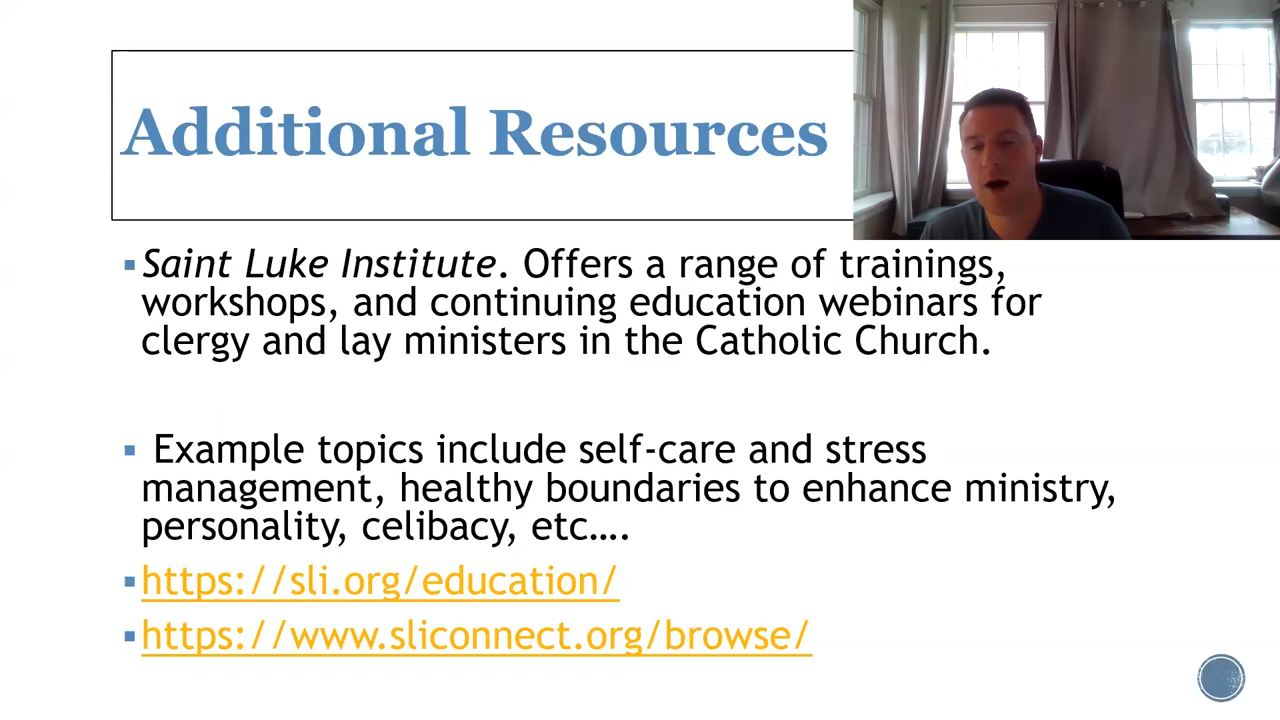 Additional Resources
Saint Luke Institute. Offers a range of trainings,
workshops, and continuing education webinars for
clergy and lay ministers in the Catholic Church.
Example topics include self-care and stress
management, healthy boundaries to enhance ministry,
personality, celibacy, etc….
https://sli.org/education/
https://www.sliconnect.org/browse/